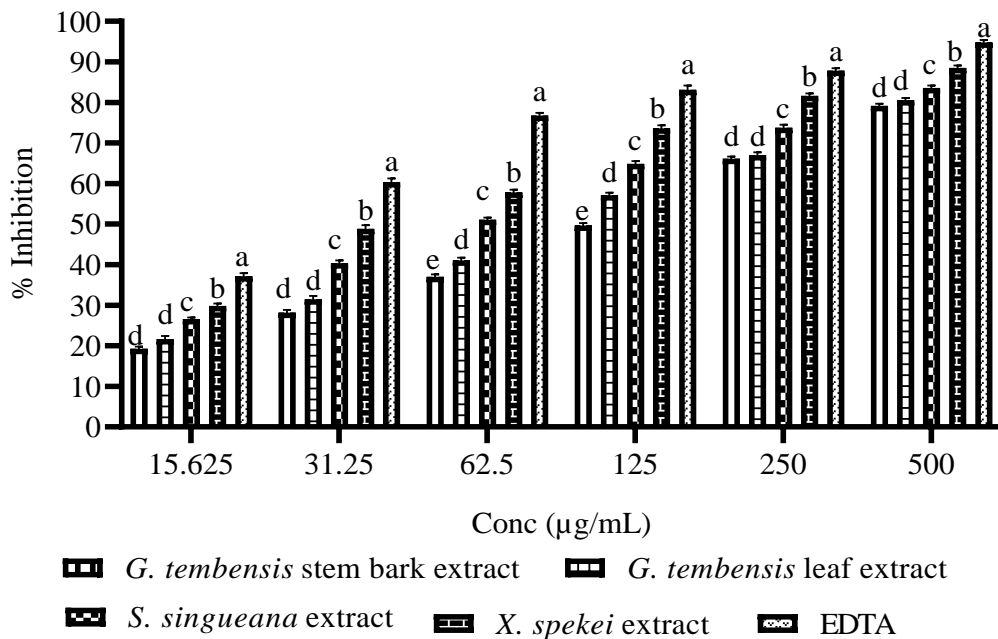 % Inhibition
100
90
80
70
60
50
40
30
20
10
0
d d c b a
d d c b a
e d c b a
e d c b a
d d c b a
d d c b a
15.625 31.25 62.5 125 250 500
Conc (µg/mL)
G. tembensis stem bark extract G. tembensis leaf extract
S. singueana extract X. spekei extract EDTA